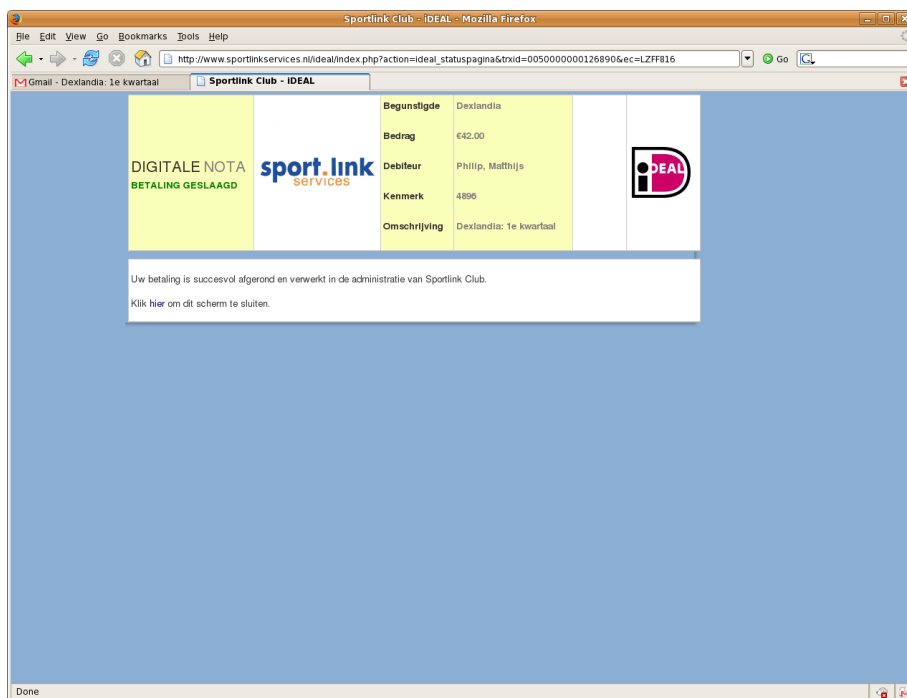 Sportlink Club - iDEAL - Mozilla Firefox
File Edit View Go Bookmarks Tools Help
http://www.sportlinkservices.nl/ideal/index.php?action=ideal_statuspagina&trxid=0050000000126890&ec=LZFF816
Go
G
Gmail - Dexlandia: 1e kwartaal
Sportlink Club - iDEAL
DIGITALE NOTA
BETALING GESLAAGD
sport.link
services
Begunstigde Dexlandia
Bedrag €42.00
Debiteur Philip, Matthijs
Kenmerk 4896
Omschrijving Dexlandia: 1e kwartaal
iDEAL
Uw betaling is succesvol afgerond en verwerkt in de administratie van Sportlink Club.
Klik hier om dit scherm te sluiten.
Done